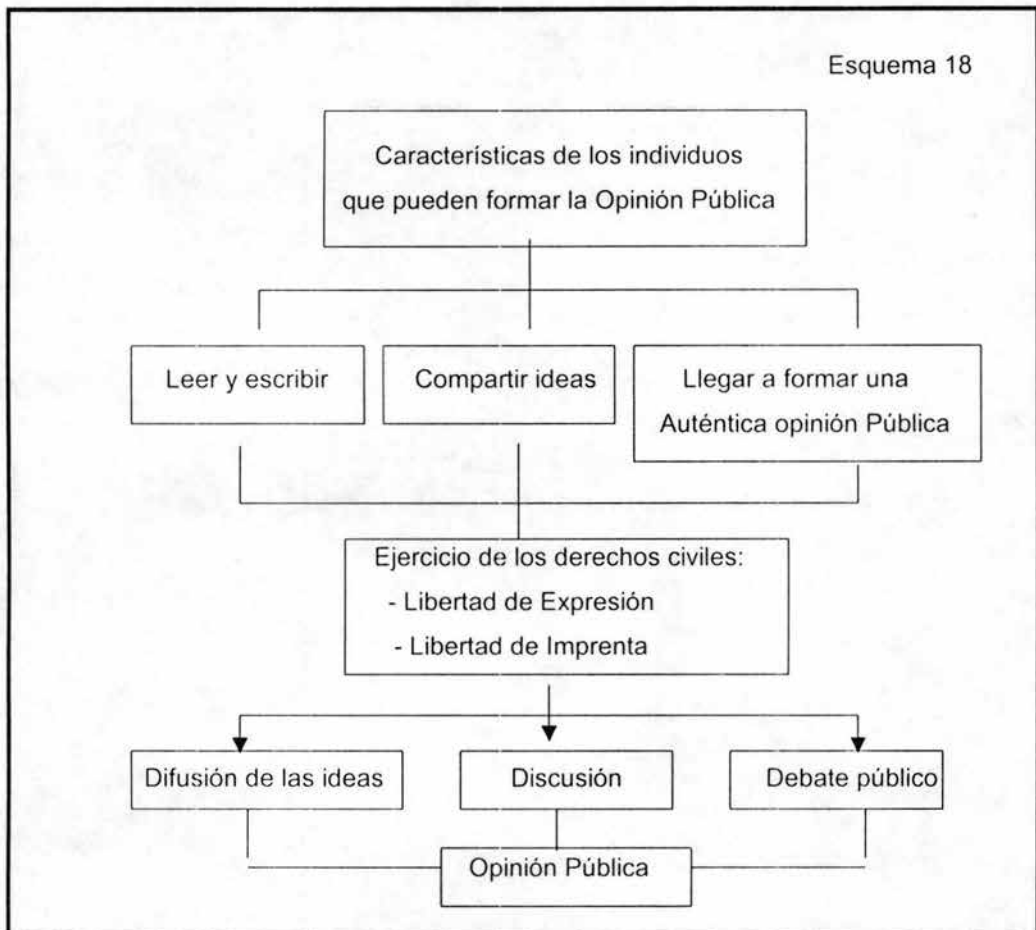 Esquema 18
Características de los individuos
que pueden formar la Opinión Pública
Leer y escribir
Compartir ideas
Llegar a formar una
Auténtica opinión Pública
Ejercicio de los derechos civiles:
- Libertad de Expresión
- Libertad de Imprenta
Difusión de las ideas
Discusión
Debate público
Opinión Pública